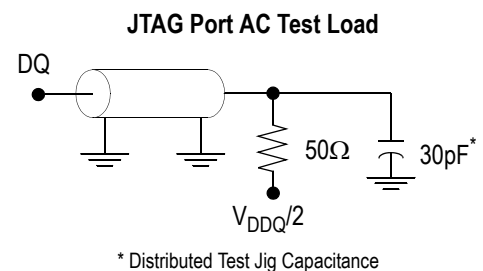 JTAG Port AC Test Load
DQ
50Ω
30pF*
VDDQ/2
* Distributed Test Jig Capacitance